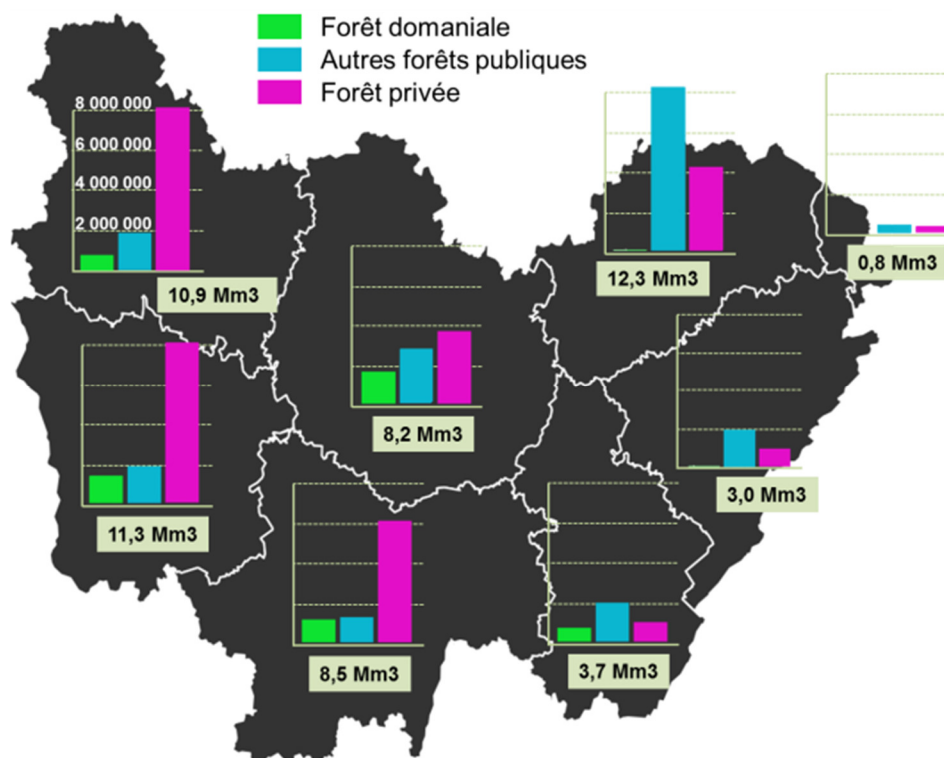 Forêt domaniale
Autres forêts publiques
Forêt privée
8 000 000
6 000 000
4 000 000
2 000 000
10,9 Mm3
12,3 Mm3
0,8 Mm3
8,2 Mm3
3,0 Mm3
11,3 Mm3
8,5 Mm3
3,7 Mm3